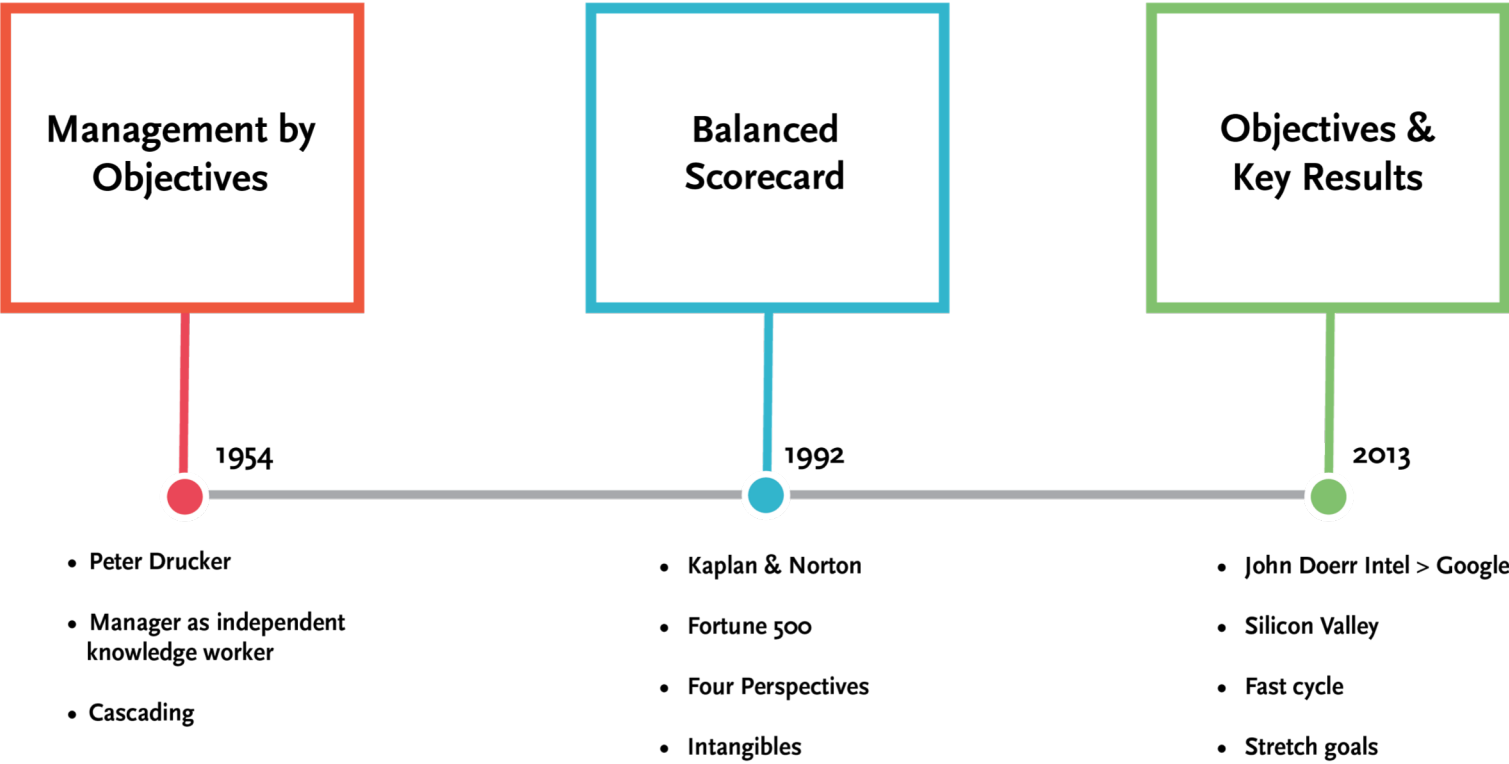 Management by
Objectives
Balanced
Scorecard
Objectives &
Key Results
1954
1992
2013
• Peter Drucker
• Manager as independent
knowledge worker
• Cascading
• Kaplan & Norton
• Fortune 500
• Four Perspectives
• Intangibles
• John Doerr Intel > Google
• Silicon Valley
• Fast cycle
• Stretch goals